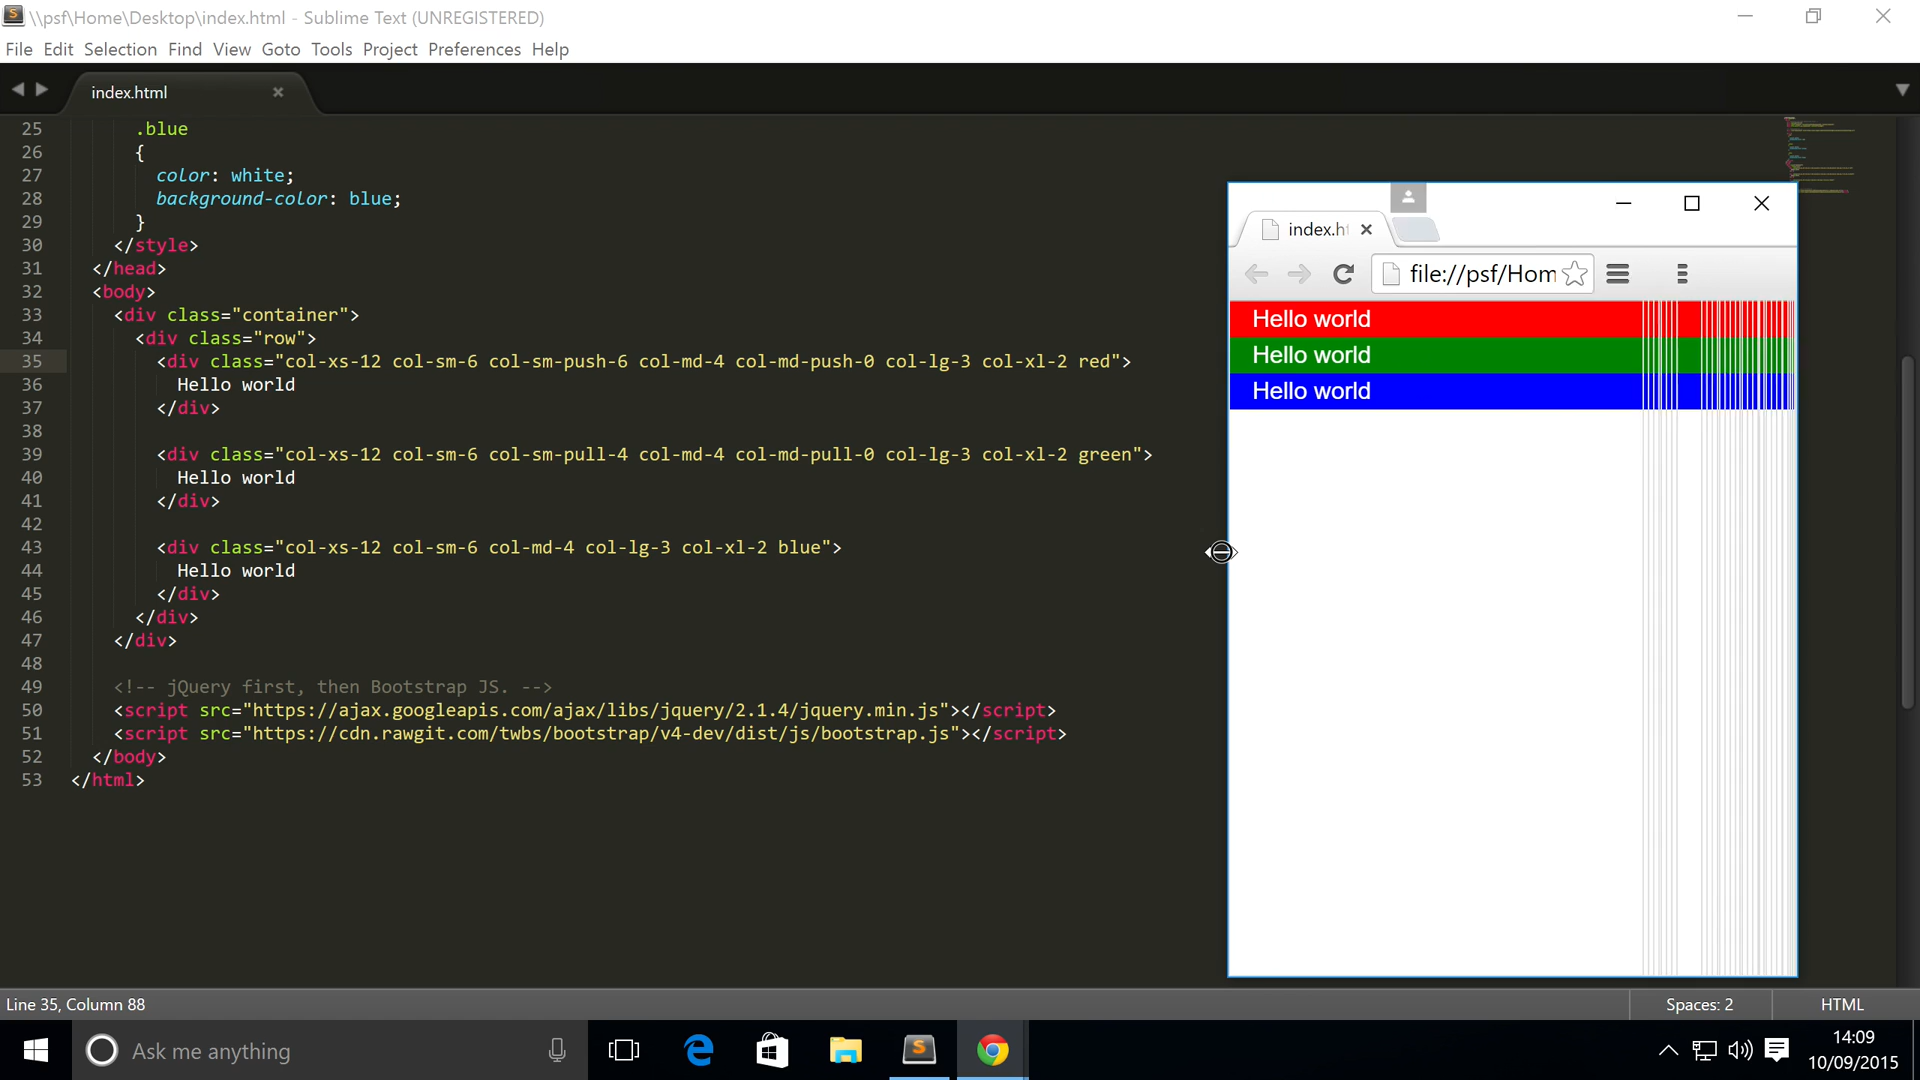 \\psf\Home\Desktop\index.html - Sublime Text (UNREGISTERED)
File Edit Selection Find View Goto Tools Project Preferences Help
index.html
25 .blue
26 {
27 color: white;
28 background-color: blue;
29 }
30 </style>
31 </head>
32 <body>
33 <div class="container">
34 <div class="row">
35 <div class="col-xs-12 col-sm-6 col-sm-push-6 col-md-4 col-md-push-0 col-lg-3 col-xl-2 red">
36 Hello world
37 </div>
38
39 <div class="col-xs-12 col-sm-6 col-sm-pull-4 col-md-4 col-md-pull-0 col-lg-3 col-xl-2 green">
40 Hello world
41 </div>
42
43 <div class="col-xs-12 col-sm-6 col-md-4 col-lg-3 col-xl-2 blue">
44 Hello world
45 </div>
46 </div>
47 </div>
48
49 <!-- jQuery first, then Bootstrap JS. -->
50 <script src="https://ajax.googleapis.com/ajax/libs/jquery/2.1.4/jquery.min.js"></script>
51 <script src="https://cdn.rawgit.com/twbs/bootstrap/v4-dev/dist/js/bootstrap.js"></script>
52 </body>
53 </html>
index.ht
file://psf/Hom
Hello world
Hello world
Hello world
Line 35, Column 88
Spaces: 2
HTML
Ask me anything
14:09
10/09/2015